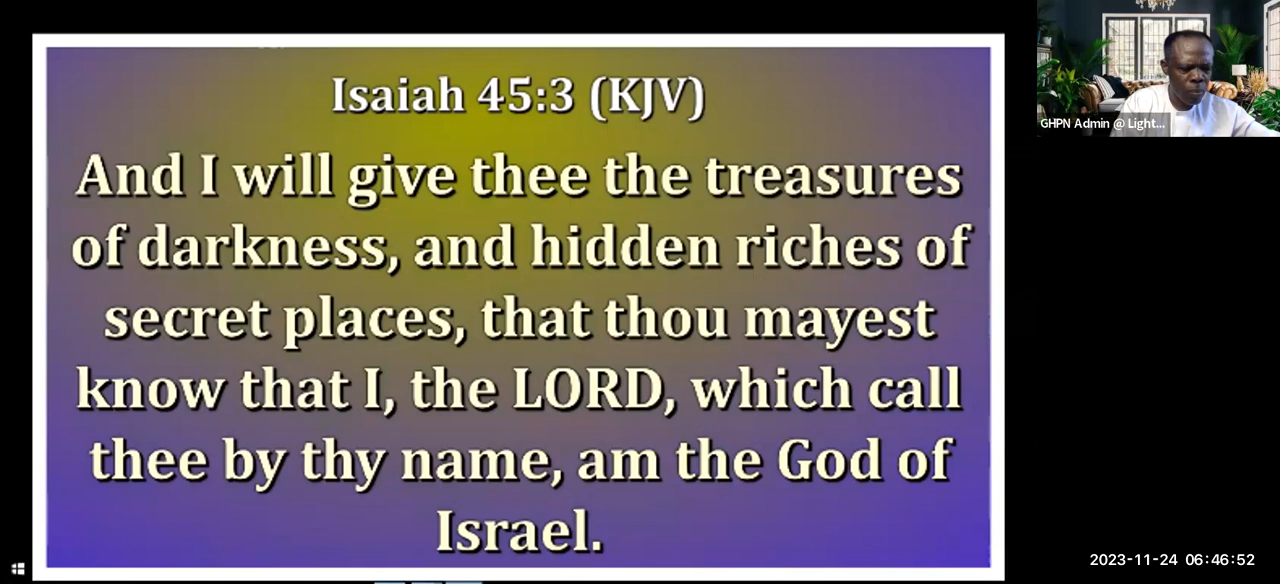 Isaiah 45:3 (KJV)
And I will give thee the treasures
of darkness, and hidden riches of
secret places, that thou mayest
know that I, the LORD, which call
thee by thy name, am the God of
Israel.
GHPN Admin @ Light...
2023-11-24 06:46:52